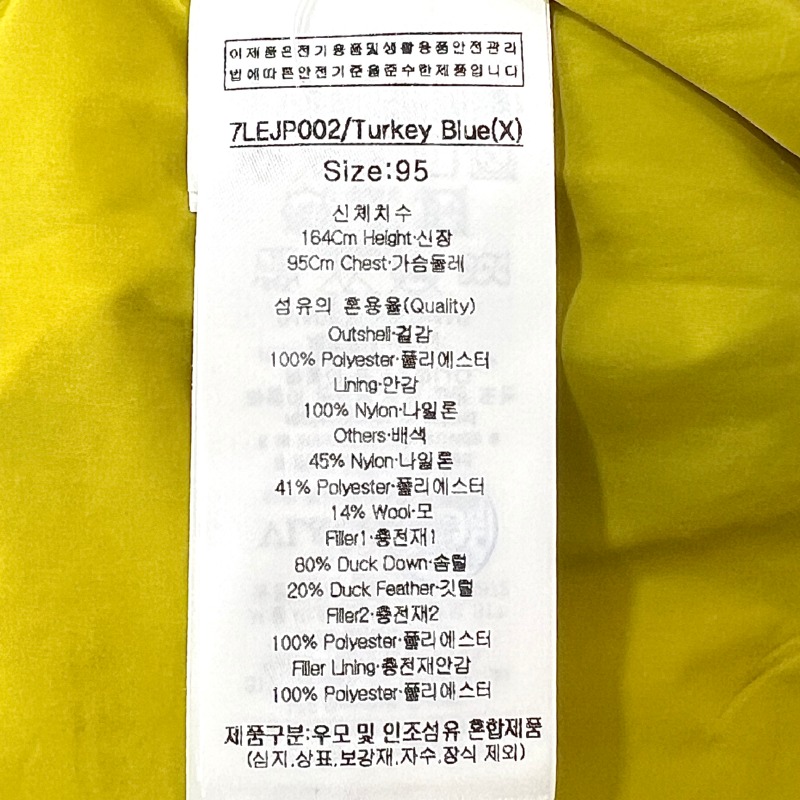 이제품은전기용품및생활용품안전관리
법에따른안전기준을준수한제품입니다
7LEJP002/Turkey Blue(X)
Size:95
신체치수
164Cm Height·신장
95Cm Chest·가슴둘레
섬유의 혼용율(Quality)
Outshell·겉감
100% Polyester·폴리에스터
Lining·안감
100% Nylon·나일론
Others·배색
45% Nylon·나일론
41% Polyester·폴리에스터
14% Wool·모
Filler1·충전재1
80% Duck Down·솜털
20% Duck Feather·깃털
Filler2·충전재2
100% Polyester·폴리에스터
Filler Lining·충전재안감
100% Polyester·폴리에스터
제품구분:우모 및 인조섬유 혼합제품
(심지,상표,보강재,자수,장식 제외)